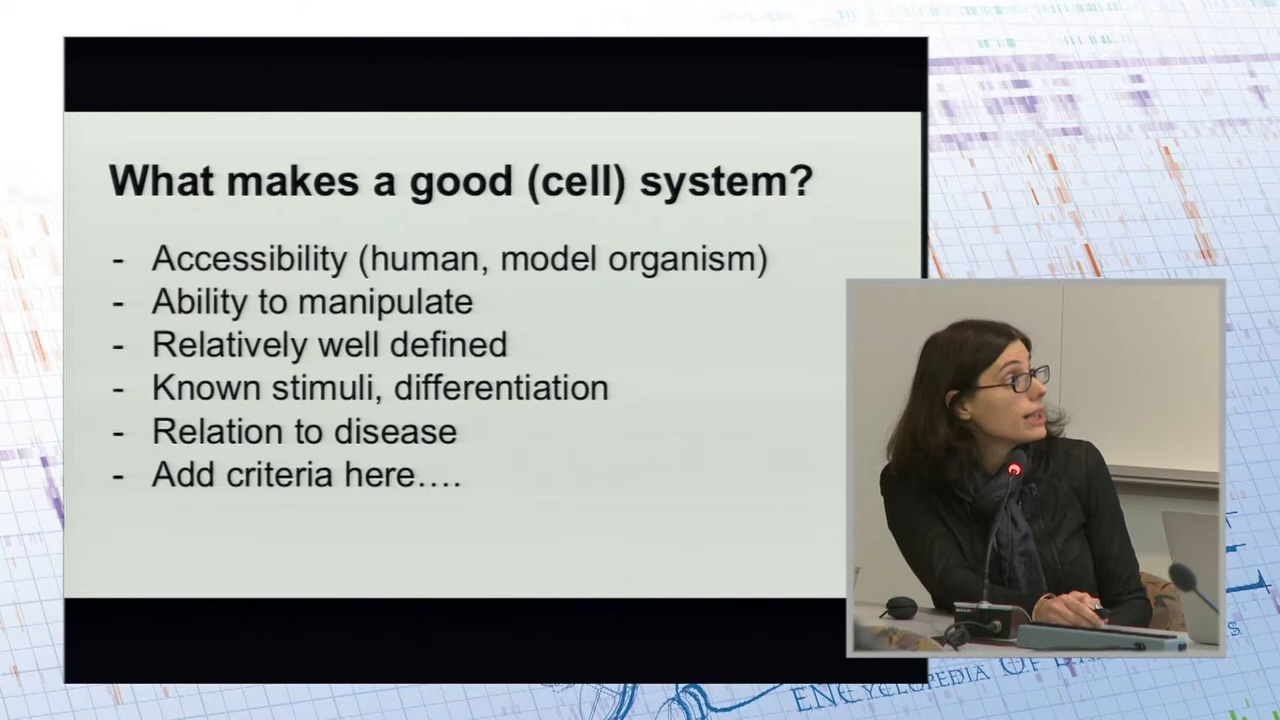 What makes a good (cell) system?
- Accessibility (human, model organism)
- Ability to manipulate
- Relatively well defined
- Known stimuli, differentiation
- Relation to disease
- Add criteria here….
ENCYCLOPEDIA OF